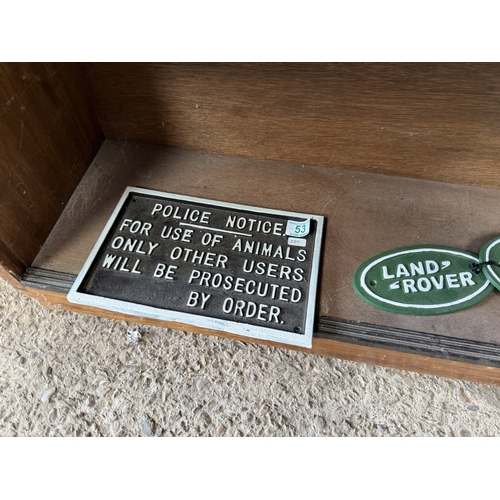 POLICE NOTICE.
53
FOR USE OF ANIMALS
ONLY OTHER USERS
WILL BE PROSECUTED
BY ORDER.
LAND
ROVER